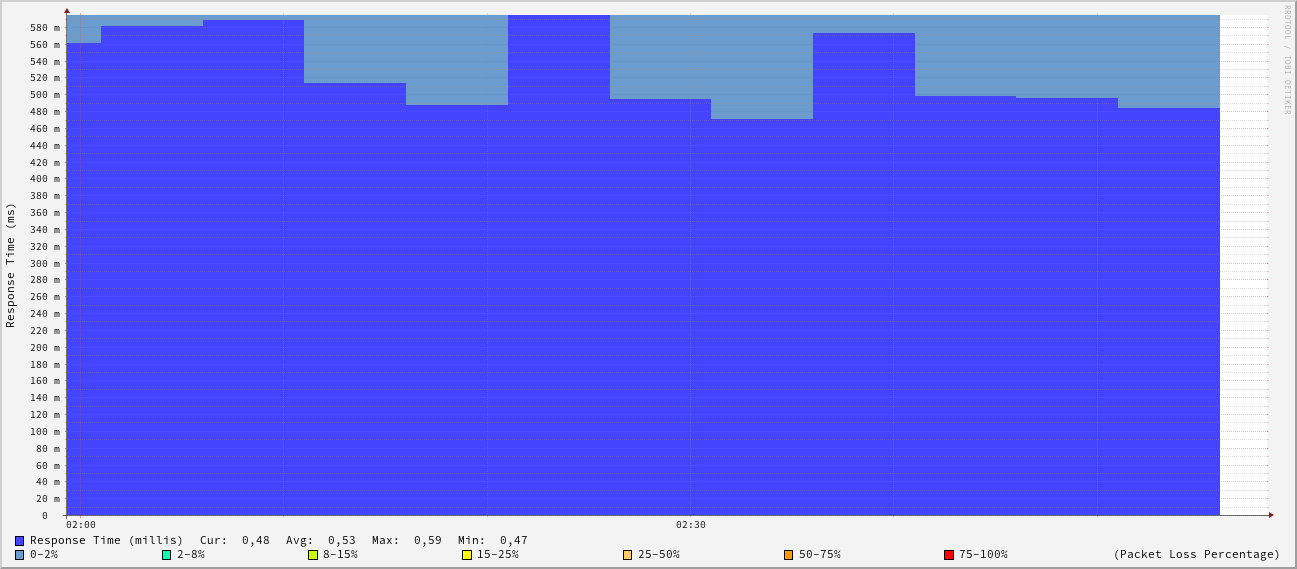 RRDTOOL / TOBI OETIKER
Response Time (ms)
580 m
560 m
540 m
520 m
500 m
480 m
460 m
440 m
420 m
400 m
380 m
360 m
340 m
320 m
300 m
280 m
260 m
240 m
220 m
200 m
180 m
160 m
140 m
120 m
100 m
80 m
60 m
40 m
20 m
0
02:00 02:30
Response Time (millis) Cur: 0,48 Avg: 0,53 Max: 0,59 Min: 0,47
0-2% 2-8% 8-15% 15-25% 25-50% 50-75% 75-100% (Packet Loss Percentage)